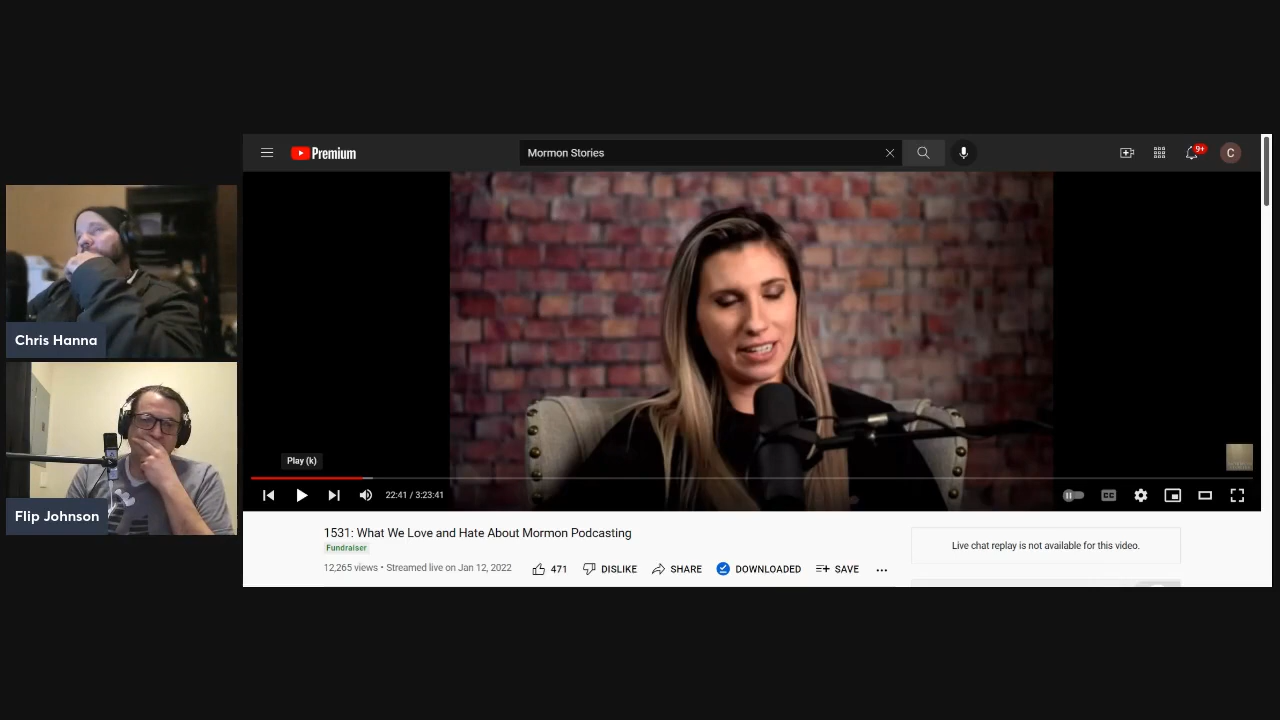 Premium
Mormon Stories
9+
C
Chris Hanna
Flip Johnson
Play (k)
22:41 / 3:23:41
CC
1531: What We Love and Hate About Mormon Podcasting
Fundraiser
12,265 views • Streamed live on Jan 12, 2022
471
DISLIKE
SHARE
DOWNLOADED
SAVE
Live chat replay is not available for this video.